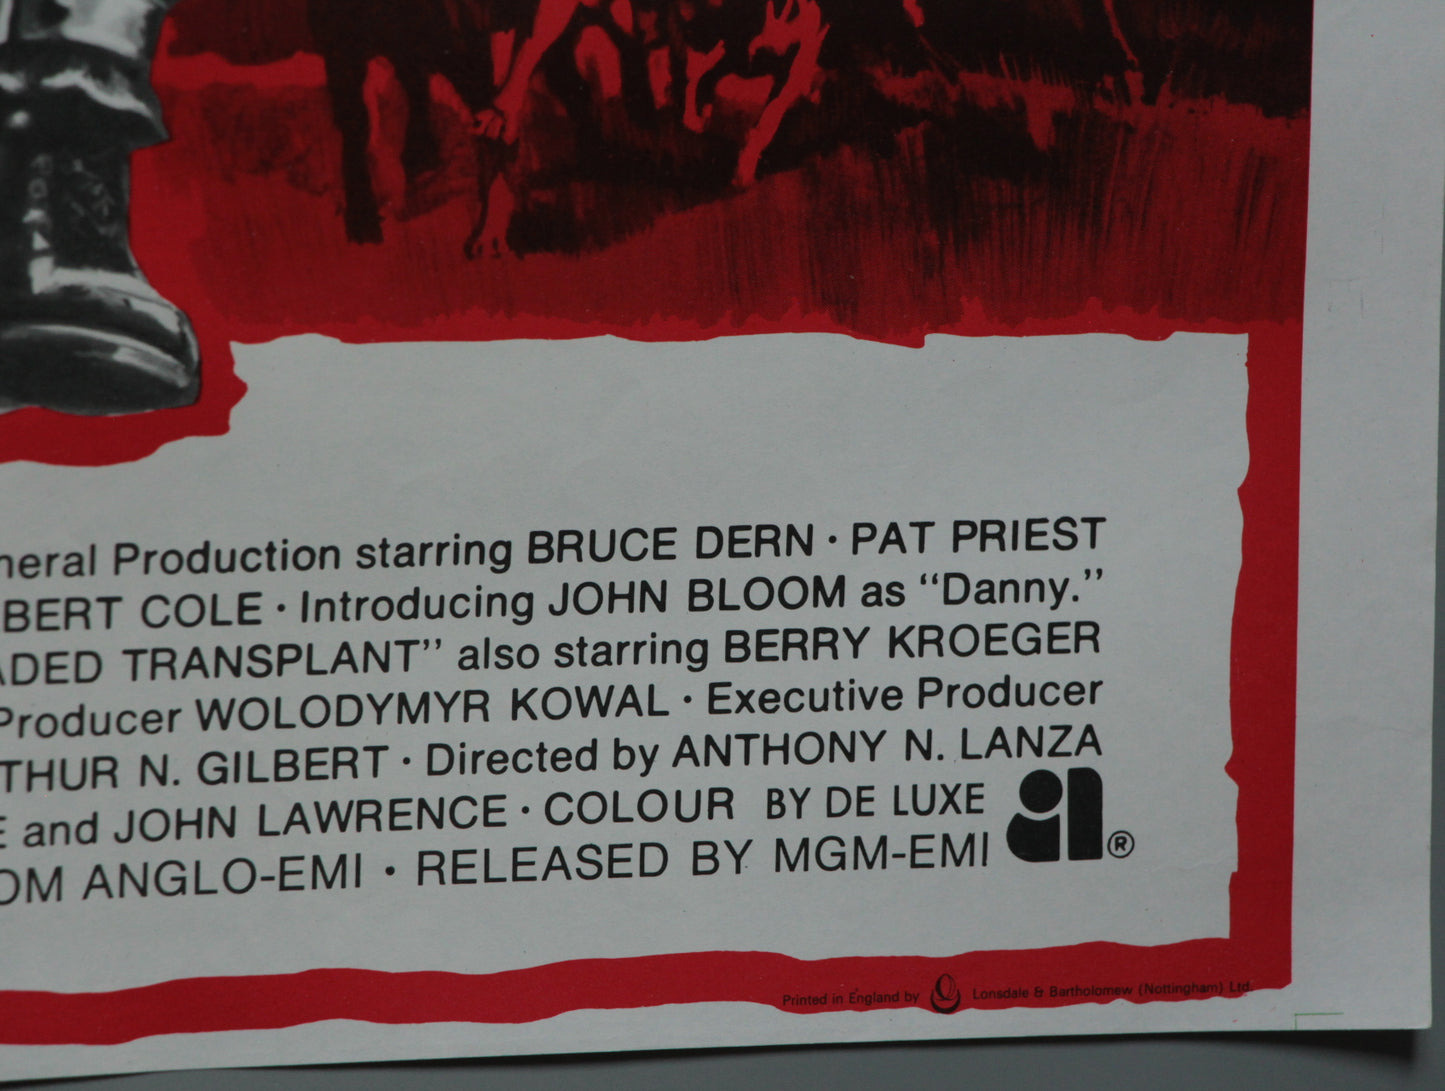 neral Production starring BRUCE DERN · PAT PRIEST
BERT COLE · Introducing JOHN BLOOM as “Danny.”
ADED TRANSPLANT” also starring BERRY KROEGER
Producer WOLODYMYR KOWAL · Executive Producer
THUR N. GILBERT · Directed by ANTHONY N. LANZA
E and JOHN LAWRENCE · COLOUR BY DE LUXE
OM ANGLO-EMI · RELEASED BY MGM-EMI ®
Printed in England by Lonsdale & Bartholomew (Nottingham) Ltd.